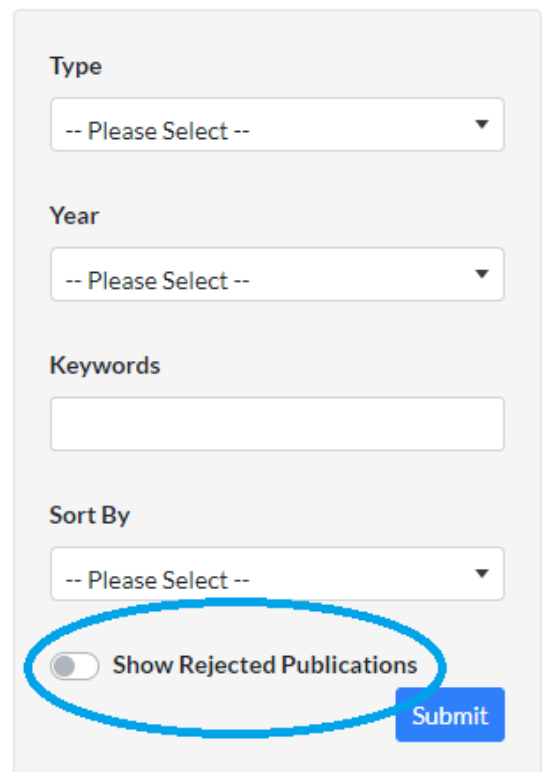 Type
-- Please Select --
Year
-- Please Select --
Keywords
Sort By
-- Please Select --
Show Rejected Publications
Submit